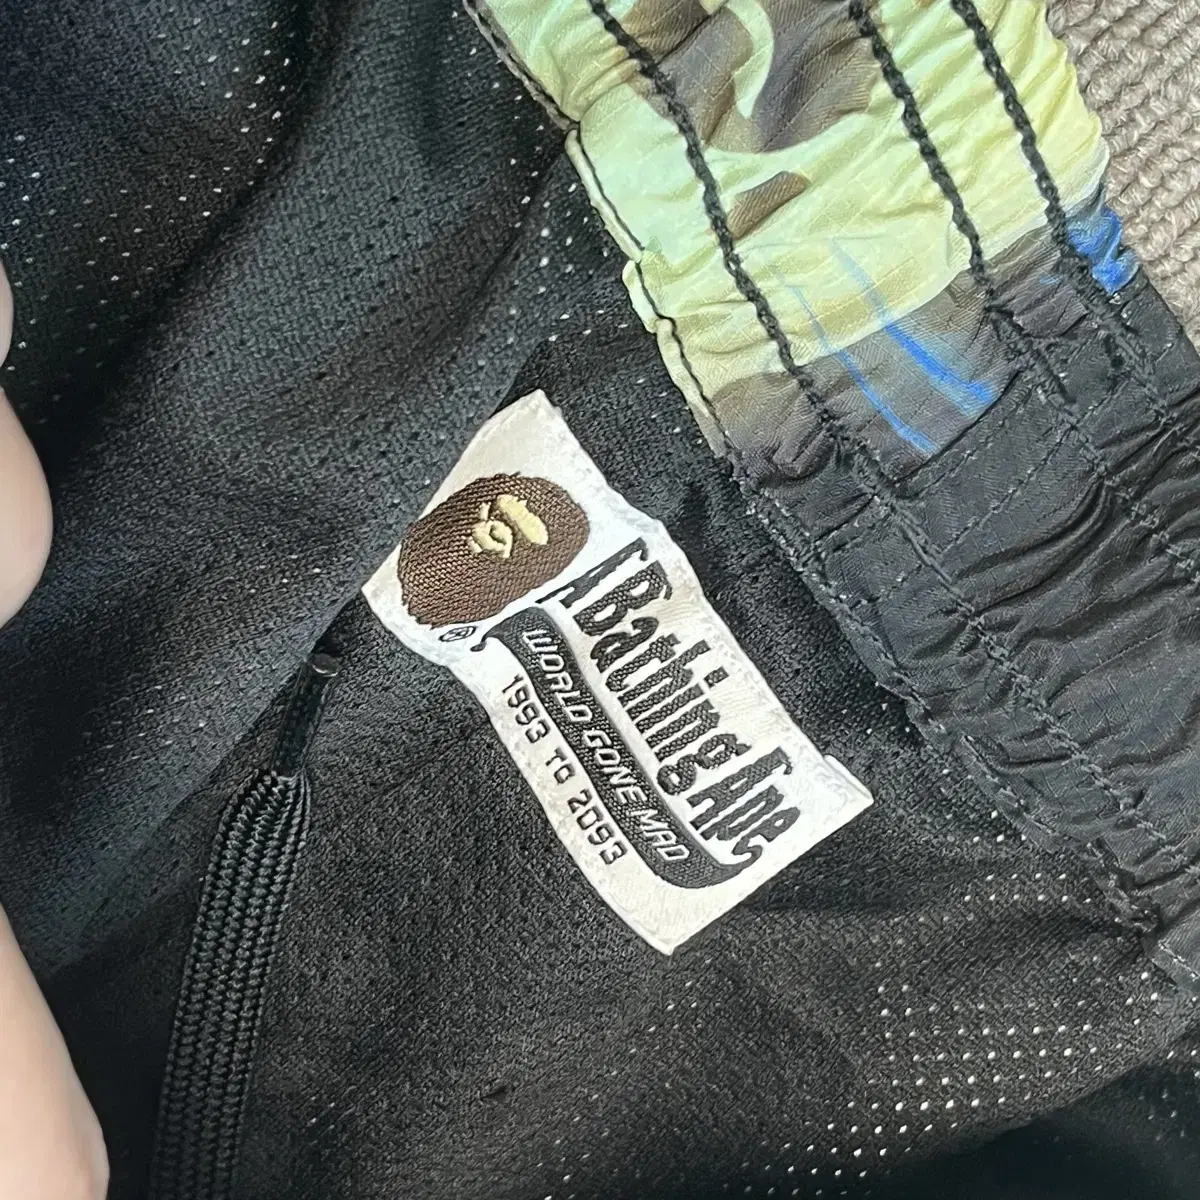 A Bathing Ape
WORLD GONE MAD
1993 TO 2093